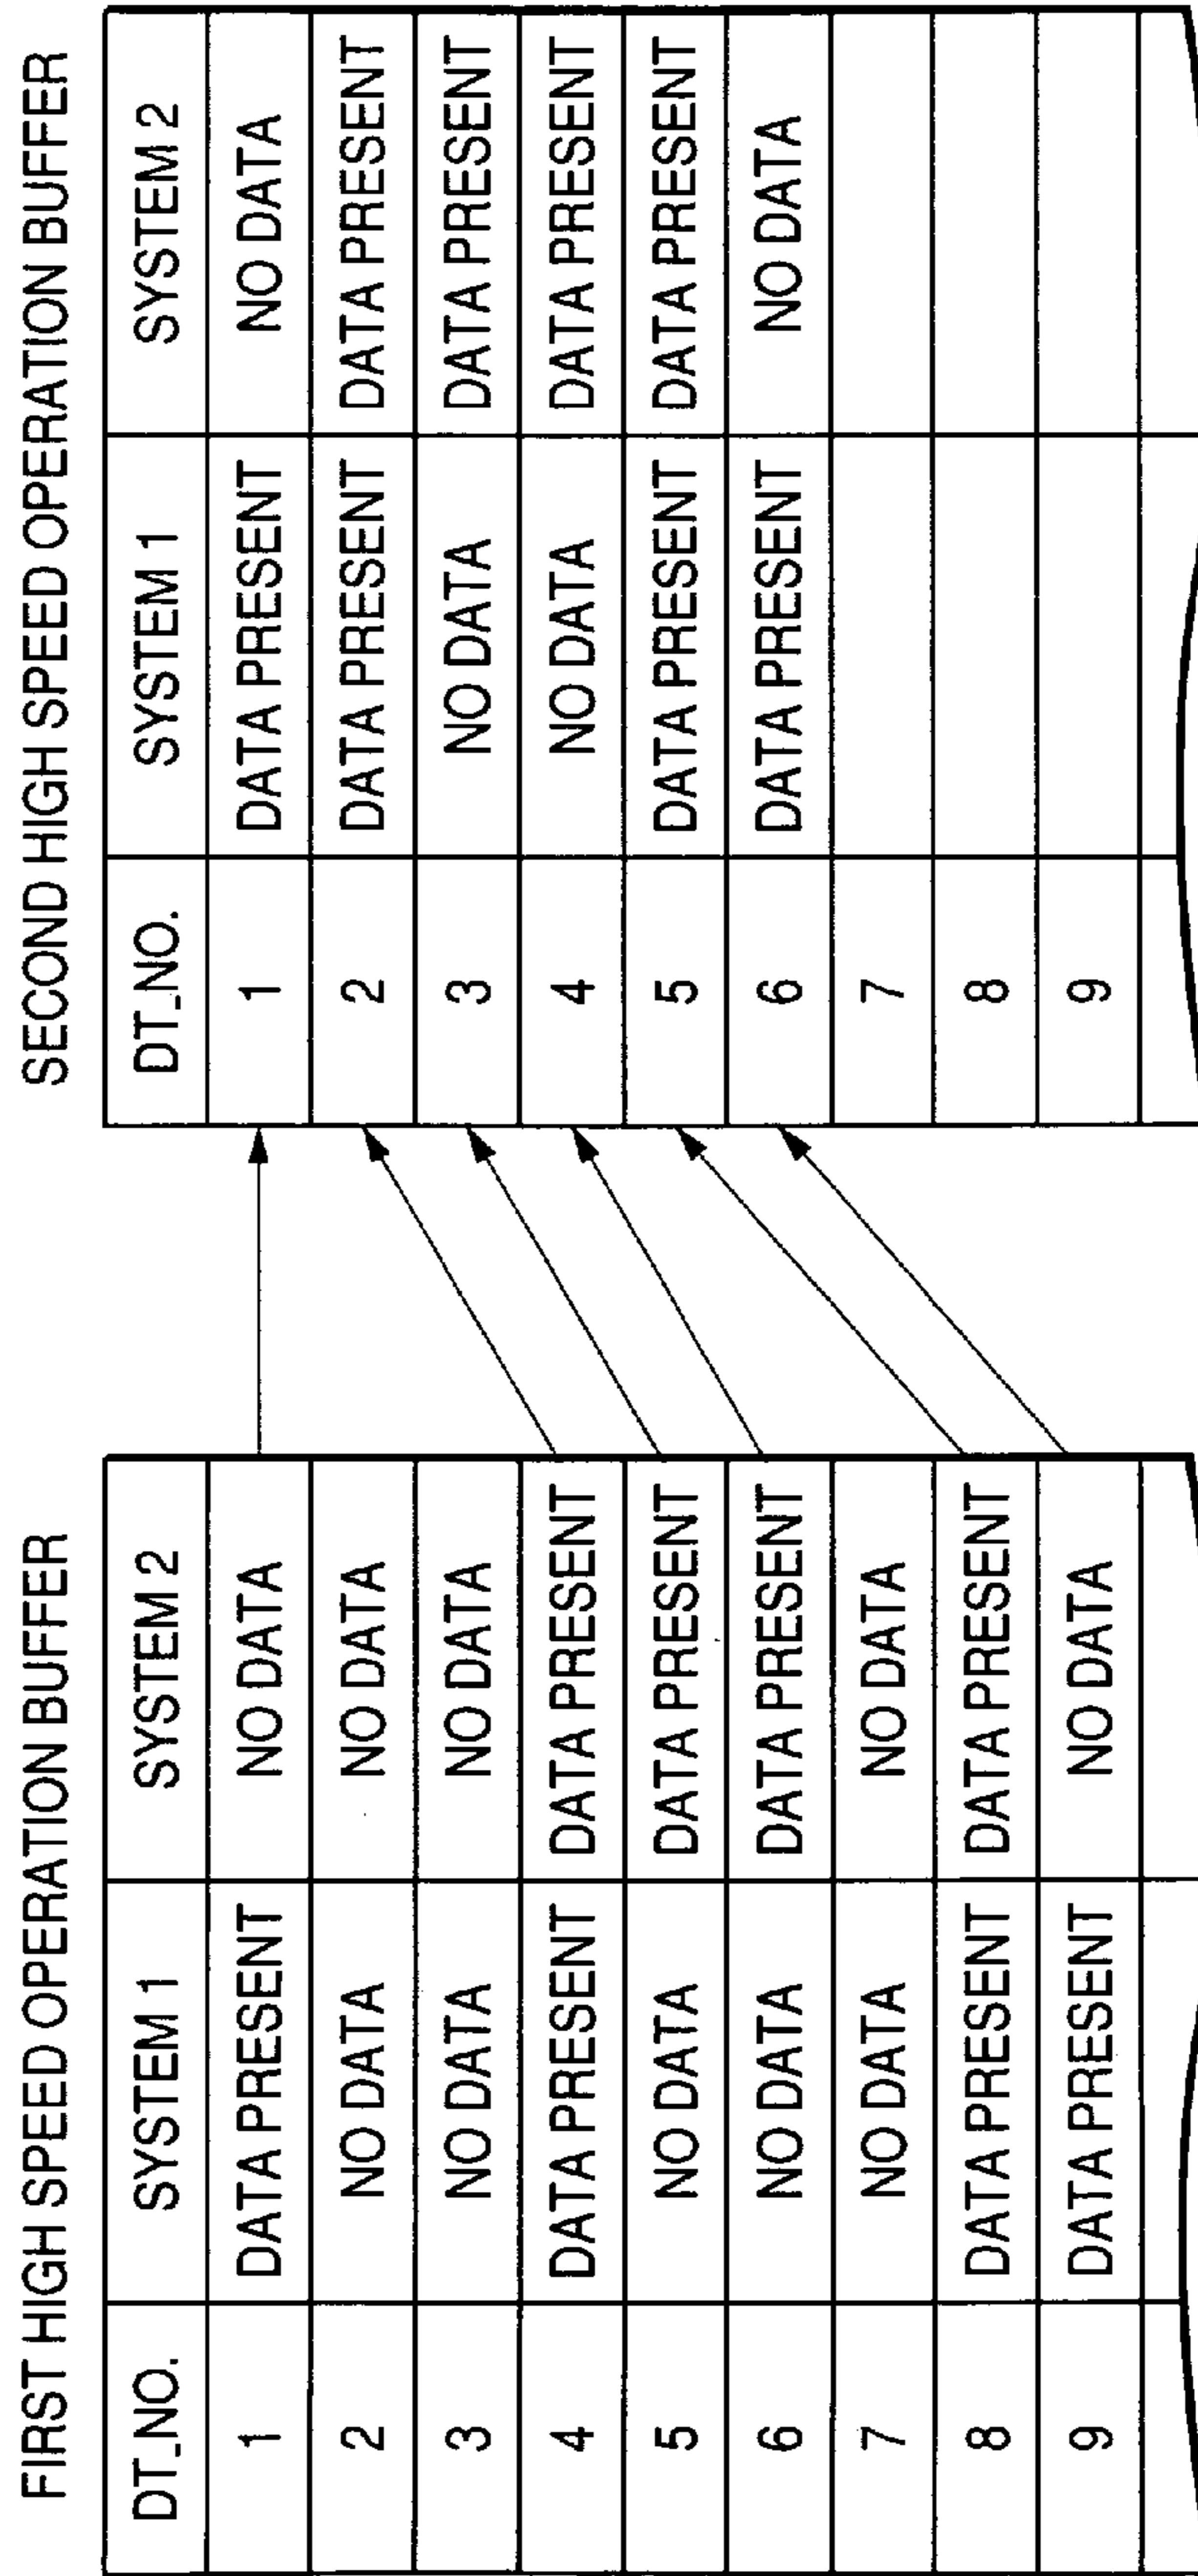 FIRST HIGH SPEED OPERATION BUFFER
DT_NO. SYSTEM 1 SYSTEM 2
1 DATA PRESENT NO DATA
2 NO DATA NO DATA
3 NO DATA NO DATA
4 DATA PRESENT DATA PRESENT
5 NO DATA DATA PRESENT
6 NO DATA DATA PRESENT
7 NO DATA NO DATA
8 DATA PRESENT DATA PRESENT
9 DATA PRESENT NO DATA
SECOND HIGH SPEED OPERATION BUFFER
DT_NO. SYSTEM 1 SYSTEM 2
1 DATA PRESENT NO DATA
2 DATA PRESENT DATA PRESENT
3 NO DATA DATA PRESENT
4 NO DATA DATA PRESENT
5 DATA PRESENT DATA PRESENT
6 DATA PRESENT NO DATA
7
8
9